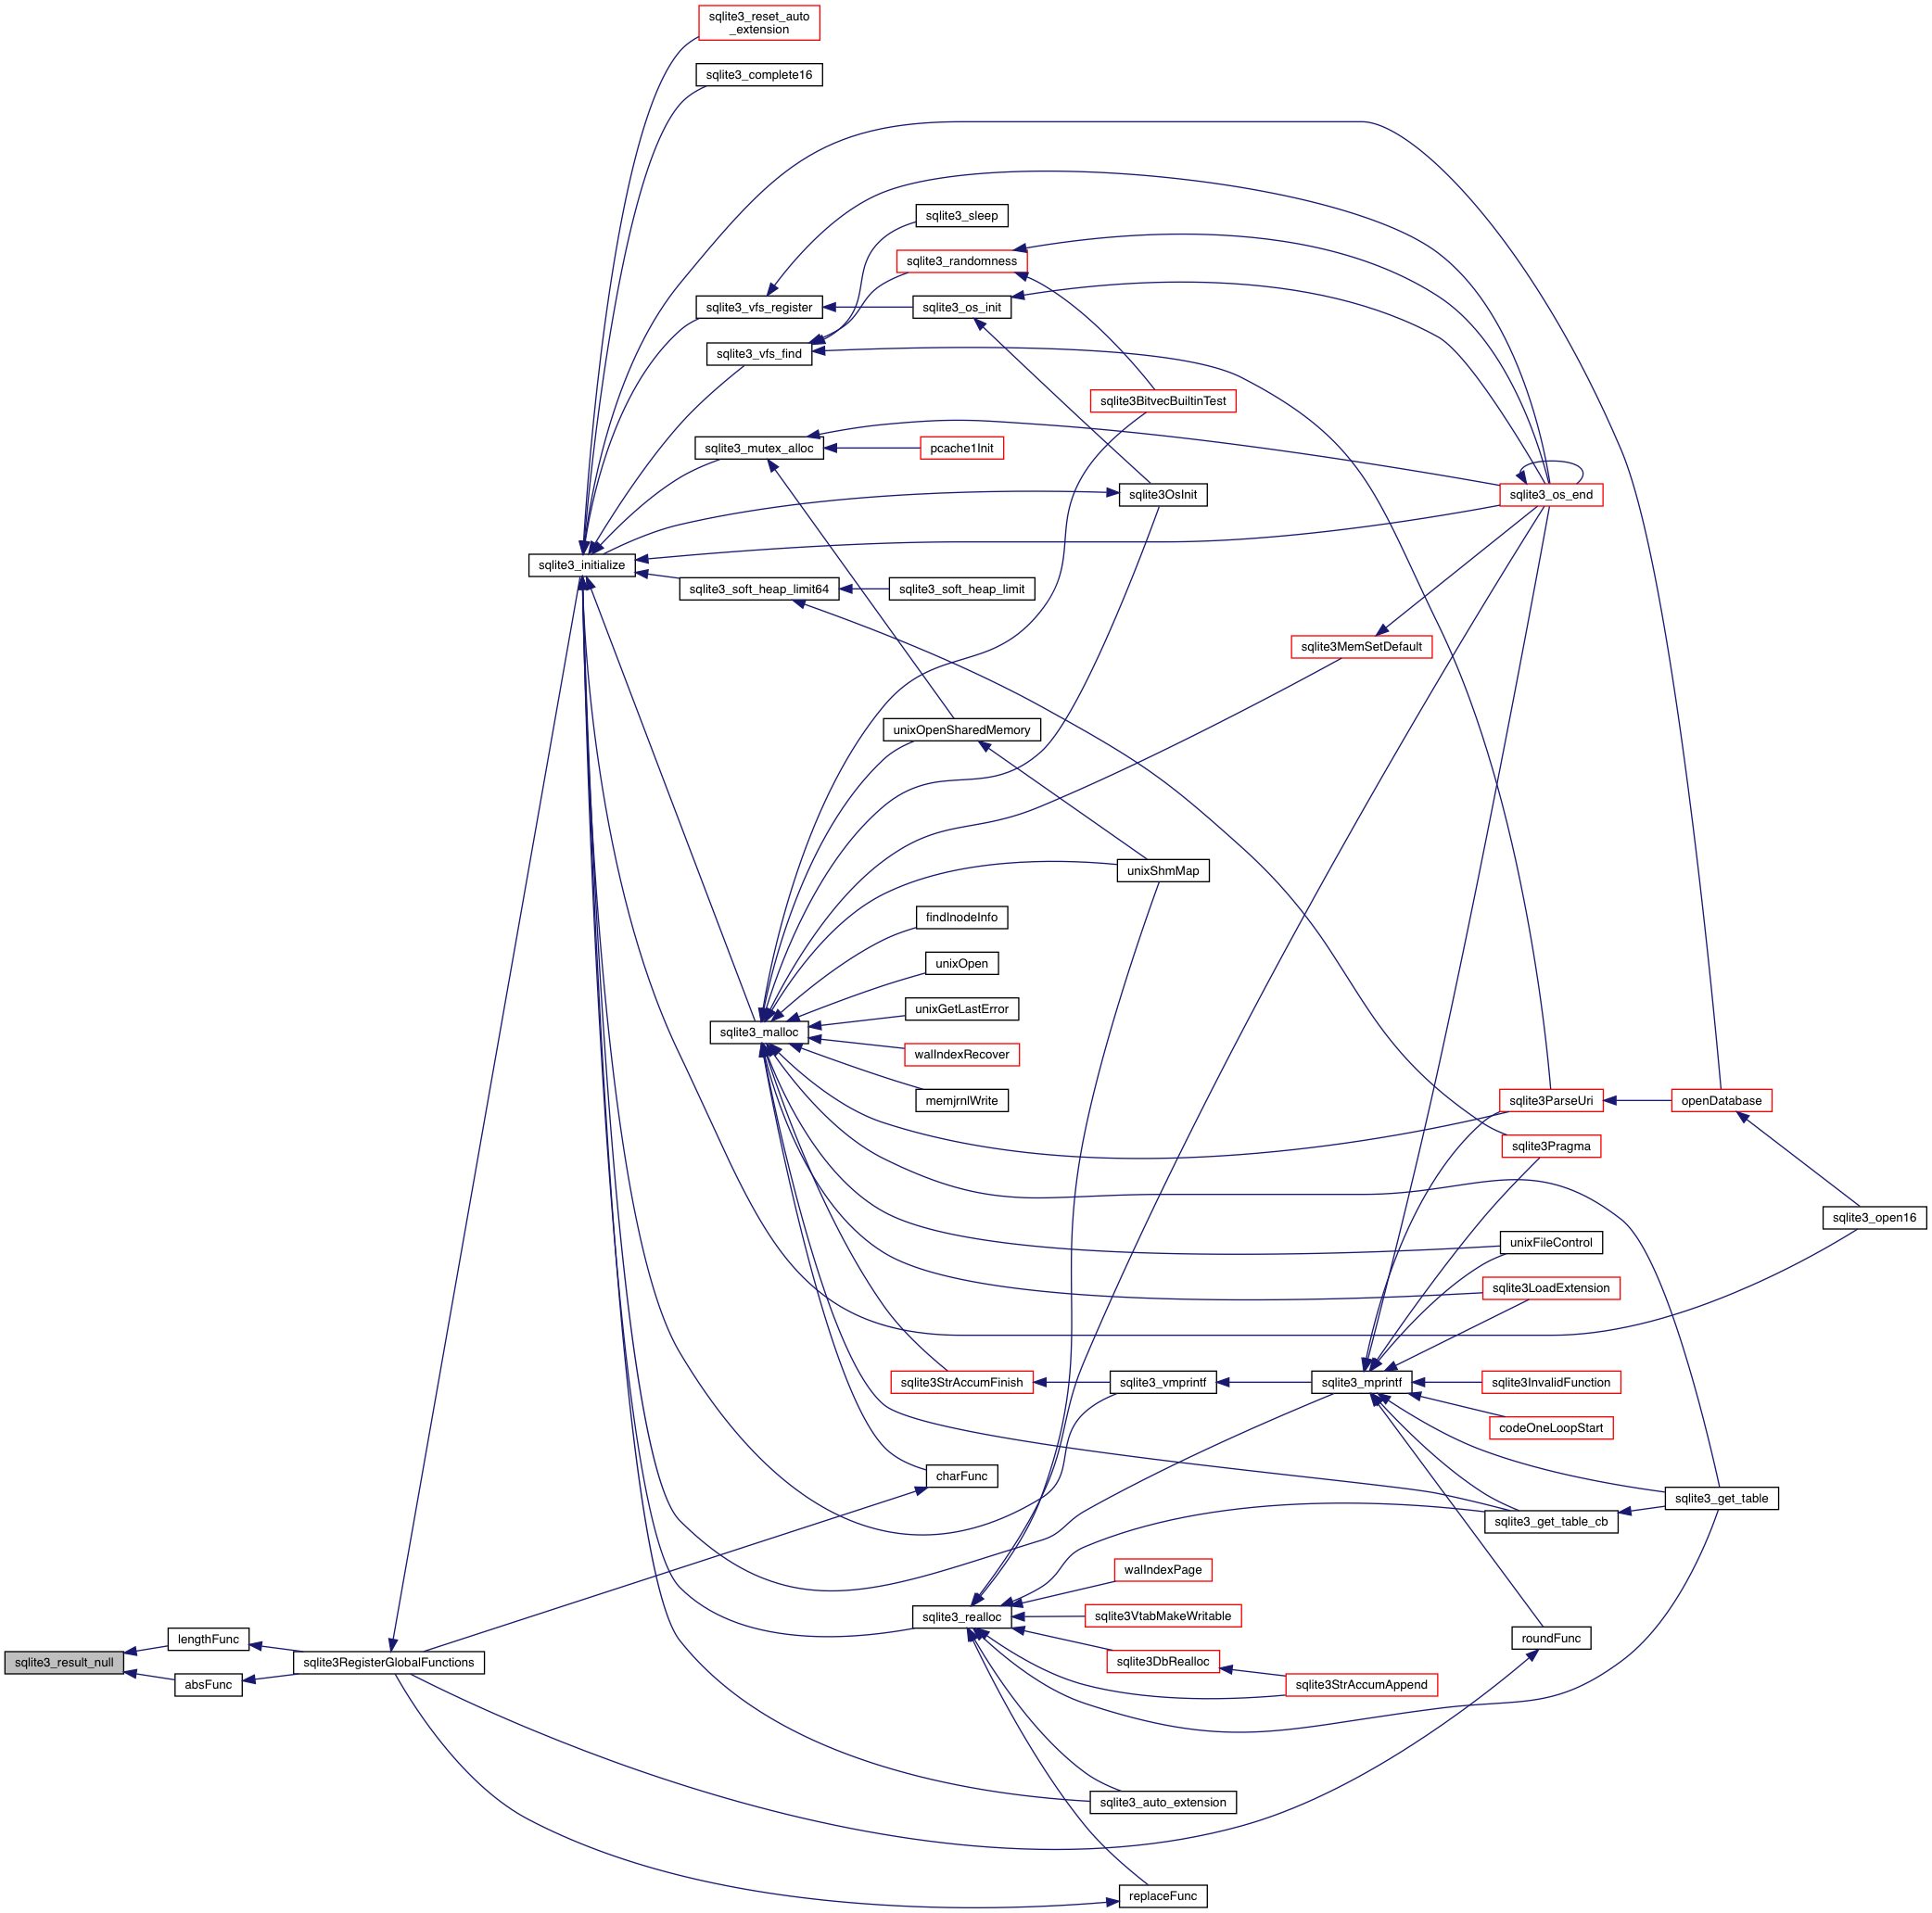 sqlite3_reset_auto
_extension
sqlite3_complete16
sqlite3_sleep
sqlite3_randomness
sqlite3_vfs_register
sqlite3_os_init
sqlite3_vfs_find
sqlite3BitvecBuiltinTest
sqlite3_mutex_alloc
pcache1Init
sqlite3OsInit
sqlite3_os_end
sqlite3_initialize
sqlite3_soft_heap_limit64
sqlite3_soft_heap_limit
sqlite3MemSetDefault
unixOpenSharedMemory
unixShmMap
findInodeInfo
unixOpen
unixGetLastError
sqlite3_malloc
walIndexRecover
memjrnlWrite
sqlite3ParseUri
openDatabase
sqlite3Pragma
sqlite3_open16
unixFileControl
sqlite3LoadExtension
sqlite3StrAccumFinish
sqlite3_vmprintf
sqlite3_mprintf
sqlite3InvalidFunction
codeOneLoopStart
charFunc
sqlite3_get_table
sqlite3_get_table_cb
walIndexPage
sqlite3_realloc
sqlite3VtabMakeWritable
lengthFunc
roundFunc
sqlite3_result_null
sqlite3RegisterGlobalFunctions
sqlite3DbRealloc
absFunc
sqlite3StrAccumAppend
sqlite3_auto_extension
replaceFunc